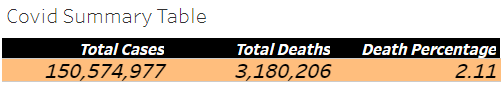 Covid Summary Table
Total Cases Total Deaths Death Percentage
150,574,977 3,180,206 2.11